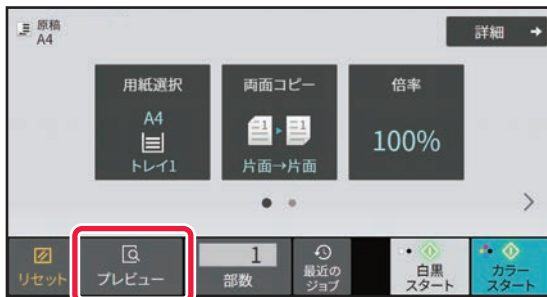 原稿
A4
詳細
用紙選択
A4
トレイ1
両面コピー
片面→片面
倍率
100%
リセット
プレビュー
1
部数
最近の
ジョブ
白黒
スタート
カラー
スタート